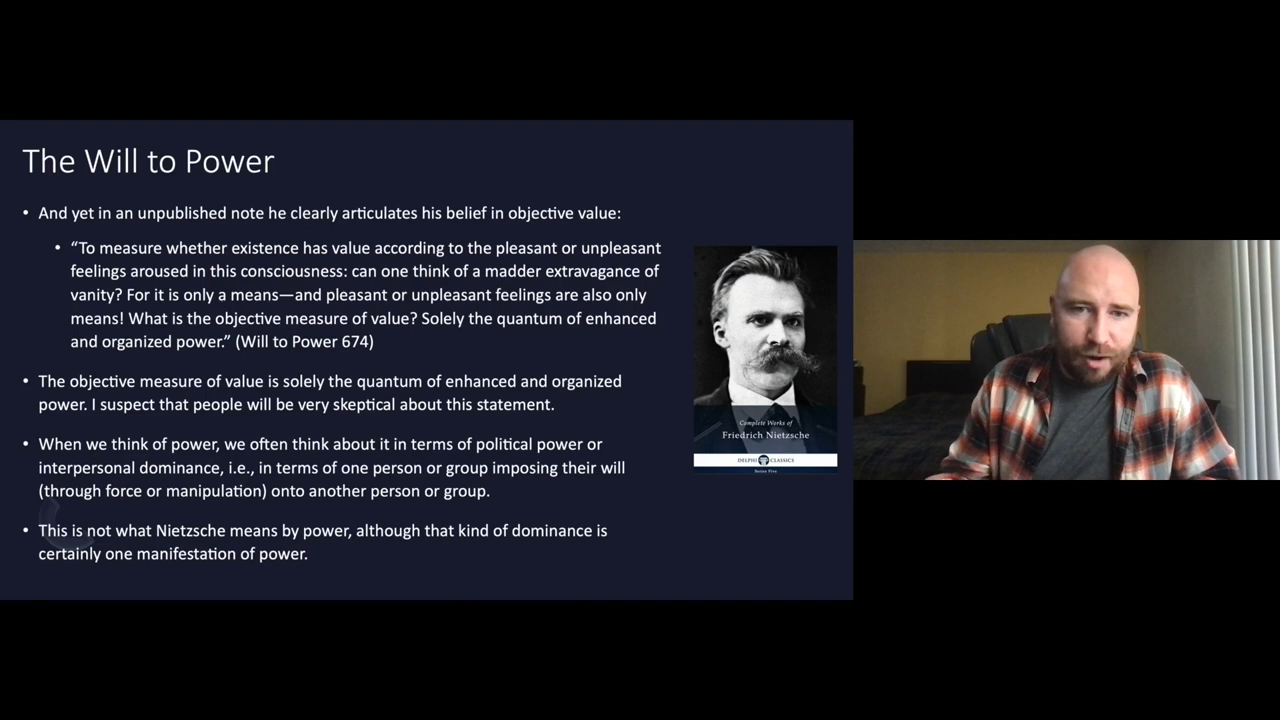 The Will to Power
• And yet in an unpublished note he clearly articulates his belief in objective value:
• “To measure whether existence has value according to the pleasant or unpleasant
feelings aroused in this consciousness: can one think of a madder extravagance of
vanity? For it is only a means—and pleasant or unpleasant feelings are also only
means! What is the objective measure of value? Solely the quantum of enhanced
and organized power.” (Will to Power 674)
• The objective measure of value is solely the quantum of enhanced and organized
power. I suspect that people will be very skeptical about this statement.
• When we think of power, we often think about it in terms of political power or
interpersonal dominance, i.e., in terms of one person or group imposing their will
(through force or manipulation) onto another person or group.
• This is not what Nietzsche means by power, although that kind of dominance is
certainly one manifestation of power.
Complete Works of
Friedrich Nietzsche
DELPHI CLASSICS
Series Five